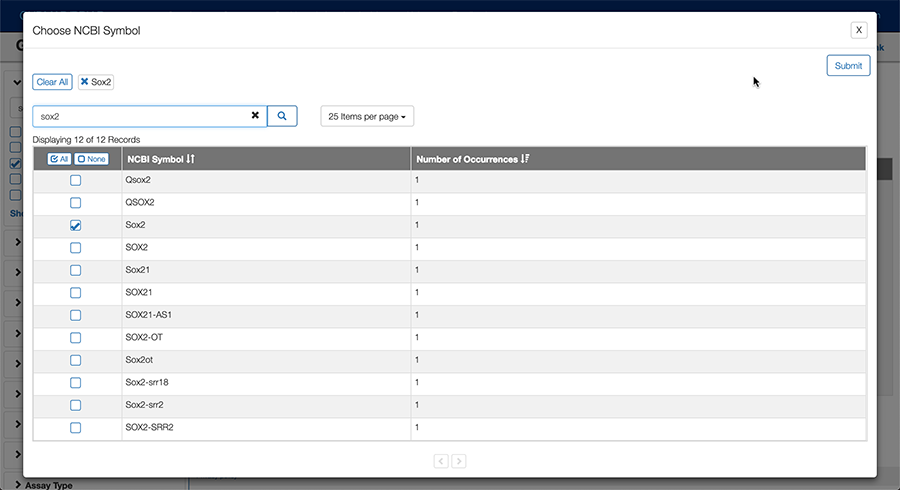 Choose NCBI Symbol
X
Submit
Clear All
Sox2
sox2
25 Items per page
Displaying 12 of 12 Records
All None NCBI Symbol Number of Occurrences
Qsox2 1
QSOX2 1
Sox2 1
SOX2 1
Sox21 1
SOX21 1
SOX21-AS1 1
SOX2-OT 1
Sox2ot 1
Sox2-srr18 1
Sox2-srr2 1
SOX2-SRR2 1
Assay Type